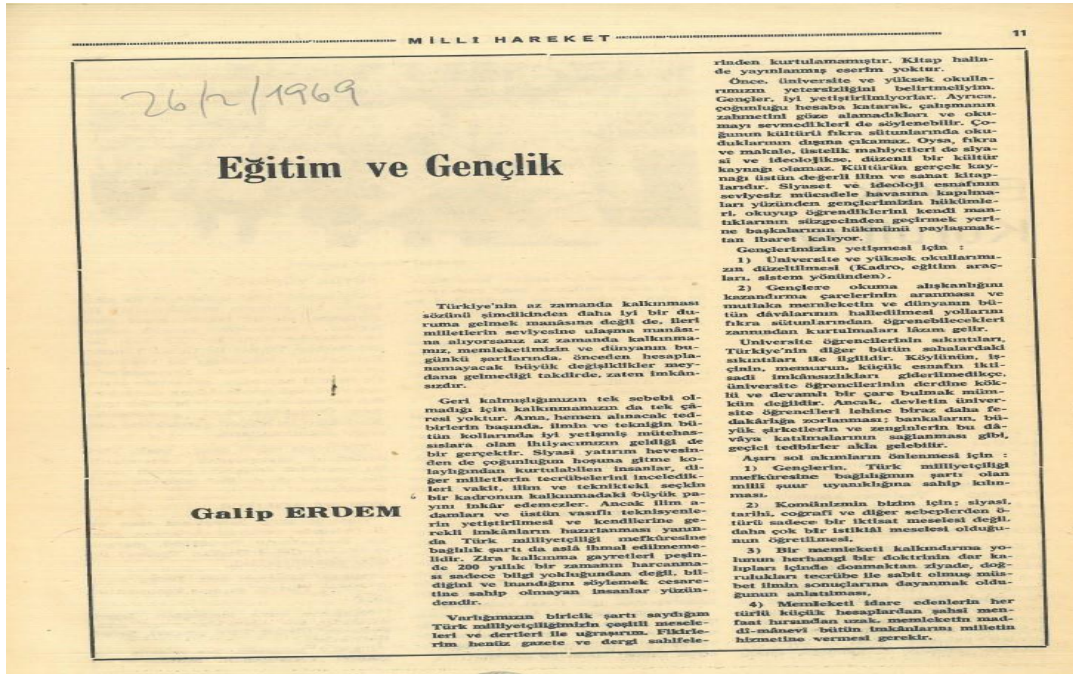 MİLLİ HAREKET
11
26/2/1969
Eğitim ve Gençlik
Galip ERDEM
Türkiye'nin az zamanda kalkınması
sözünü şimdikinden daha iyi bir du-
ruma gelmek manâsına değil de, ileri
milletlerin seviyesine ulaşma manâsı-
na alıyorsanız az zamanda kalkınma-
mız, memleketimizin ve dünyanın bu-
günkü şartlarında, önceden hesapla-
namayacak büyük değişiklikler mey-
dana gelmediği takdirde, zaten imkân-
sızdır.
Geri kalmışlığımızın tek sebebi ol-
madığı için kalkınmamızın da tek çâ-
resi yoktur. Ama, hemen alınacak ted-
birlerin başında, ilmin ve tekniğin bü-
tün kollarında iyi yetişmiş mütehas-
sıslara olan ihtiyacımızın geldiği de
bir gerçektir. Siyasî yatırım hevesin-
den de çoğunluğun hoşuna gitme ko-
laylığından kurtulabilen insanlar, di-
ğer milletlerin tecrübelerini inceledik-
leri vakit, ilim ve teknikteki seçkin
bir kadronun kalkınmadaki büyük pa-
yını inkâr edemezler. Ancak ilim a-
damları ve üstün vasıflı teknisyenle-
rin yetiştirilmesi ve kendilerine ge-
rekli imkânların hazırlanması yanın-
da Türk milliyetçiliği mefkûresine
bağlılık şartı da aslâ ihmal edilmeme-
lidir. Zira kalkınma gayretleri peşin-
de 200 yıllık bir zamanın harcanma-
sı sadece bilgi yokluğundan değil, bil-
diğini ve inandığını söylemek cesare-
tine sahip olmayan insanlar yüzün-
dendir.
Varlığımızın biricik şartı saydığım
Türk milliyetçiliğimizin çeşitli mesele-
leri ve dertleri ile uğraşırım. Fikirle-
rim henüz gazete ve dergi sahifele-
rinden kurtulamamıştır. Kitap halin-
de yayınlanmış eserim yoktur.
Önce, üniversite ve yüksek okulla-
rımızın yetersizliğini belirtmeliyim.
Gençler, iyi yetiştirilmiyorlar. Ayrıca,
çoğunluğu hesaba katarak, çalışmanın
zahmetini göze alamadıkları ve oku-
mayı sevmedikleri de söylenebilir. Ço-
ğunun kültürü fıkra sütunlarında oku-
duklarının dışına çıkamaz. Oysa, fıkra
ve makale, üstelik mahiyetleri de siya-
sî ve ideolojikse, düzenli bir kültür
kaynağı olamaz. Kültürün gerçek kay-
nağı üstün değerli ilim ve sanat kitap-
larıdır. Siyaset ve ideoloji esnafının
seviyesiz mücadele havasına kapılma-
ları yüzünden gençlerimizin hükümle-
ri, okuyup öğrendiklerini kendi man-
tıklarının süzgecinden geçirmek yeri-
ne başkalarının hükmünü paylaşmak-
tan ibaret kalıyor.
Gençlerimizin yetişmesi için :
1) Üniversite ve yüksek okullarımı-
zın düzeltilmesi (Kadro, eğitim araç-
ları, sistem yönünden).
2) Gençlere okuma alışkanlığını
kazandırma çarelerinin aranması ve
mutlaka memleketin ve dünyanın bü-
tün dâvâlarının halledilmesi yollarını
fıkra sütunlarından öğrenebilecekleri
zannından kurtulmaları lâzım gelir.
Üniversite öğrencilerinin sıkıntıları,
Türkiye'nin diğer bütün sahalardaki
sıkıntıları ile ilgilidir. Köylünün, iş-
çinin, memurun, küçük esnafın ikti-
sadî imkânsızlıkları giderilmedikçe,
üniversite öğrencilerinin derdine kök-
lü ve devamlı bir çare bulmak müm-
kün değildir. Ancak, devletin üniver-
site öğrencileri lehine biraz daha fe-
dakârlığa zorlanması; bankaların, bü-
yük şirketlerin ve zenginlerin bu dâ-
vâya katılmalarının sağlanması gibi,
geçici tedbirler akla gelebilir.
Aşırı sol akımların önlenmesi için :
1) Gençlerin, Türk milliyetçiliği
mefkûresine bağlılığının şartı olan
millî şuur uyanıklığına sahip kılın-
ması.
2) Komünizmin bizim için; siyasî,
tarihî, coğrafî ve diğer sebeplerden ö-
türü sadece bir iktisat meselesi değil,
daha çok bir istiklâl meselesi olduğu-
nun öğretilmesi.
3) Bir memleketi kalkındırma yo-
lunun herhangi bir doktrinin dar ka-
lıpları içinde donmaktan ziyade, doğ-
rulukları tecrübe ile sabit olmuş müs-
bet ilmin sonuçlarına dayanmak oldu-
ğunun anlatılması.
4) Memleketi idare edenlerin her
türlü küçük hesaplardan şahsî men-
faat hırsından uzak, memleketin mad-
dî-mânevî bütün imkânlarını milletin
hizmetine vermesi gerekir.